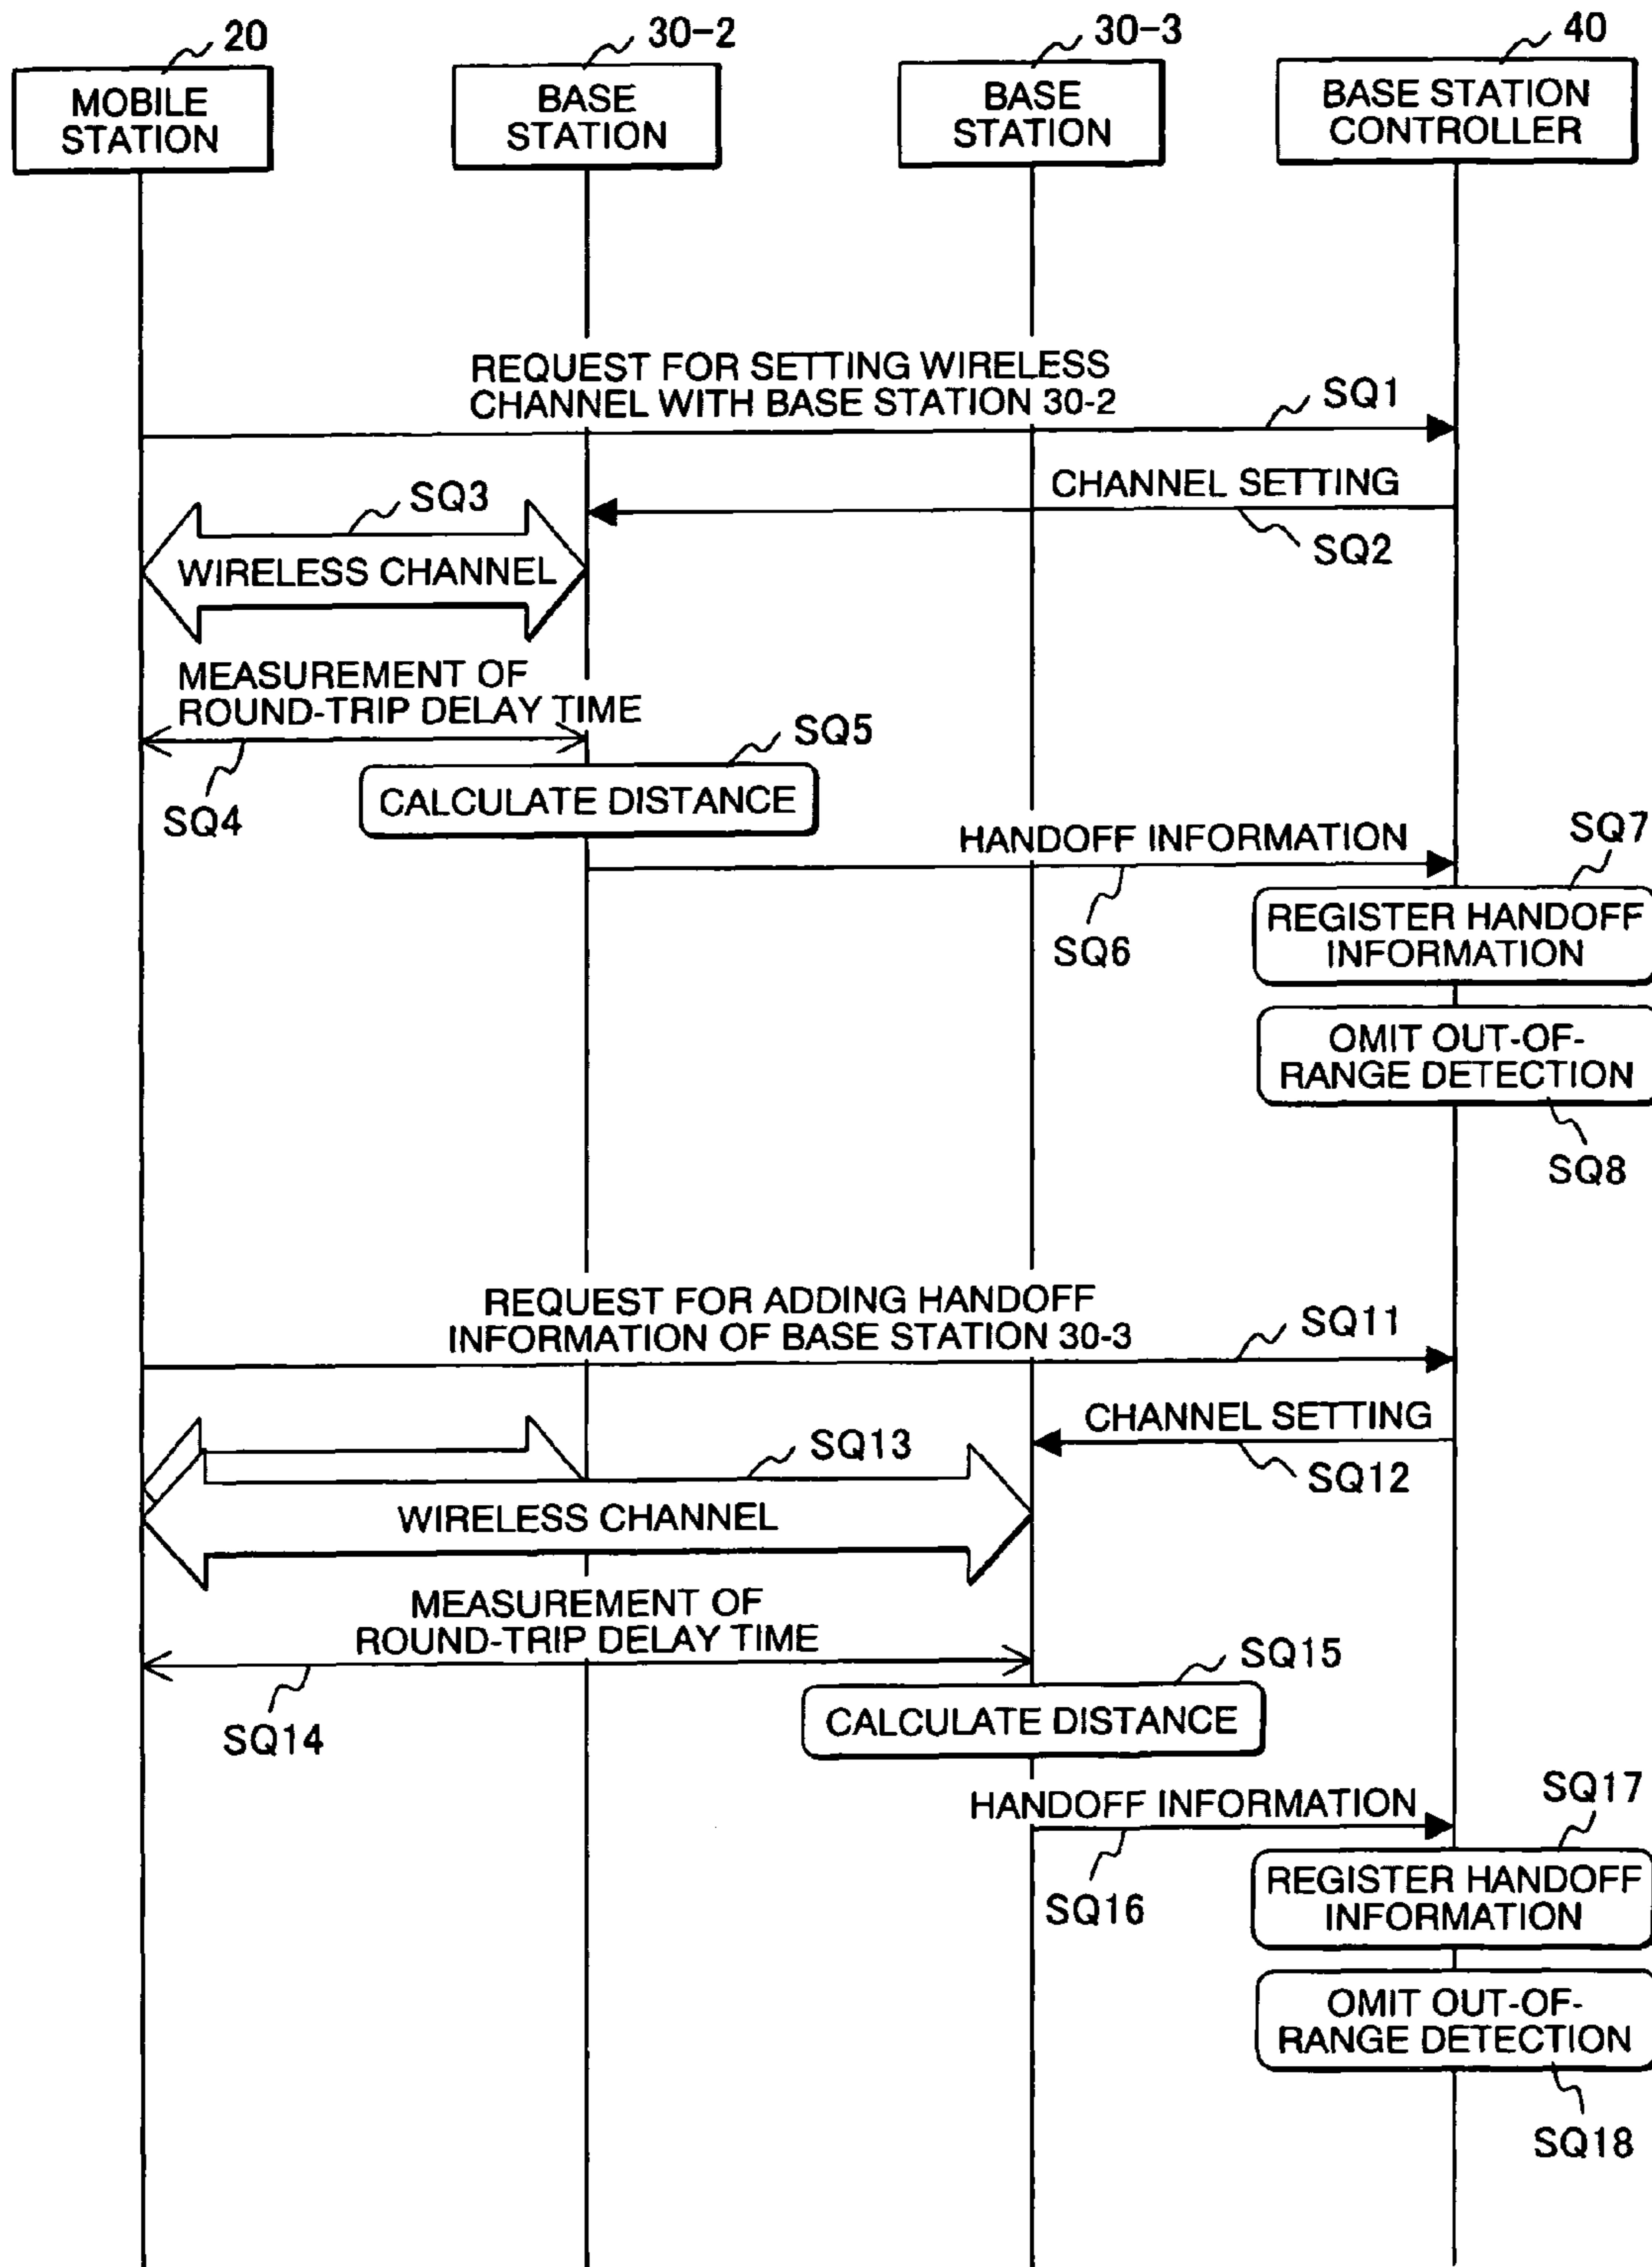 20
30-2
30-3
40
MOBILE
STATION
BASE
STATION
BASE
STATION
BASE STATION
CONTROLLER
REQUEST FOR SETTING WIRELESS
CHANNEL WITH BASE STATION 30-2
SQ1
CHANNEL SETTING
SQ2
SQ3
WIRELESS CHANNEL
MEASUREMENT OF
ROUND-TRIP DELAY TIME
SQ4
SQ5
CALCULATE DISTANCE
HANDOFF INFORMATION
SQ6
SQ7
REGISTER HANDOFF
INFORMATION
OMIT OUT-OF-
RANGE DETECTION
SQ8
REQUEST FOR ADDING HANDOFF
INFORMATION OF BASE STATION 30-3
SQ11
CHANNEL SETTING
SQ12
SQ13
WIRELESS CHANNEL
MEASUREMENT OF
ROUND-TRIP DELAY TIME
SQ14
SQ15
CALCULATE DISTANCE
HANDOFF INFORMATION
SQ16
SQ17
REGISTER HANDOFF
INFORMATION
OMIT OUT-OF-
RANGE DETECTION
SQ18